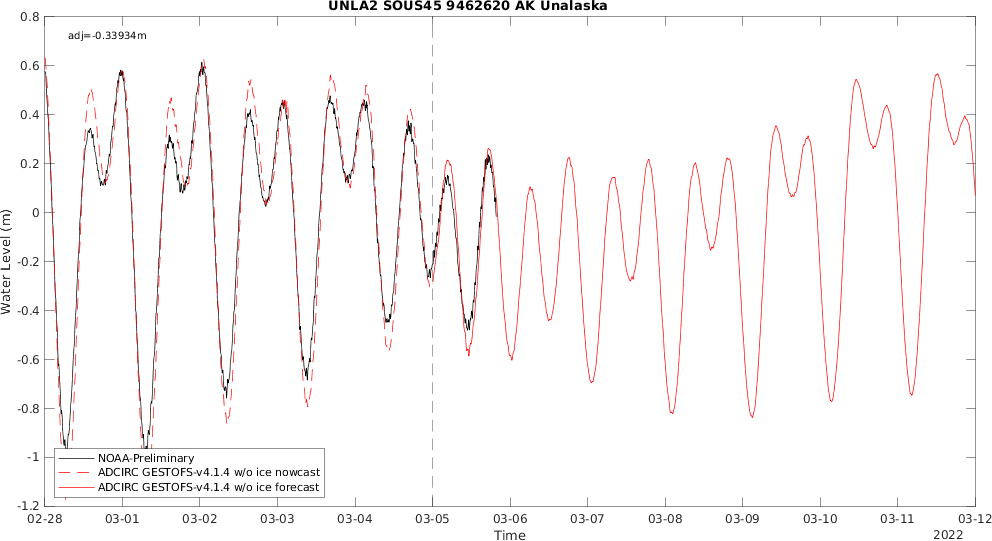 UNLA2 SOUS45 9462620 AK Unalaska
adj=-0.33934m
0.8
0.6
0.4
0.2
0
-0.2
-0.4
-0.6
-0.8
-1
-1.2
Water Level (m)
NOAA-Preliminary
ADCIRC GESTOFS-v4.1.4 w/o ice nowcast
ADCIRC GESTOFS-v4.1.4 w/o ice forecast
02-28 03-01 03-02 03-03 03-04 03-05 03-06 03-07 03-08 03-09 03-10 03-11 03-12
Time
2022